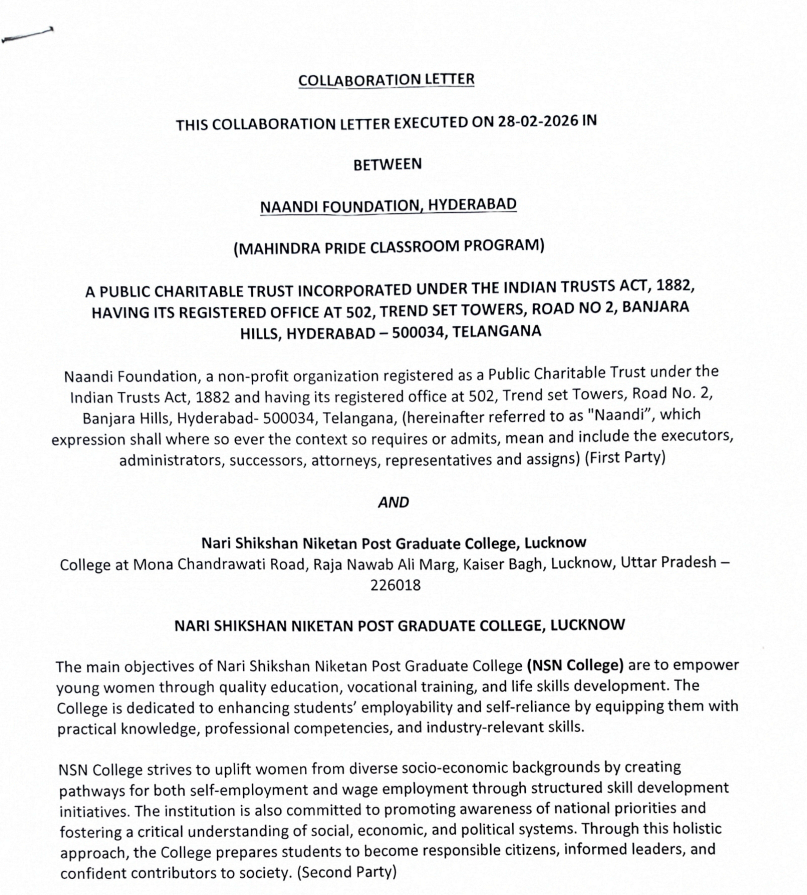 COLLABORATION LETTER
THIS COLLABORATION LETTER EXECUTED ON 28-02-2026 IN
BETWEEN
NAANDI FOUNDATION, HYDERABAD
(MAHINDRA PRIDE CLASSROOM PROGRAM)
A PUBLIC CHARITABLE TRUST INCORPORATED UNDER THE INDIAN TRUSTS ACT, 1882,
HAVING ITS REGISTERED OFFICE AT 502, TREND SET TOWERS, ROAD NO 2, BANJARA
HILLS, HYDERABAD – 500034, TELANGANA
Naandi Foundation, a non-profit organization registered as a Public Charitable Trust under the
Indian Trusts Act, 1882 and having its registered office at 502, Trend set Towers, Road No. 2,
Banjara Hills, Hyderabad- 500034, Telangana, (hereinafter referred to as "Naandi”, which
expression shall where so ever the context so requires or admits, mean and include the executors,
administrators, successors, attorneys, representatives and assigns) (First Party)
AND
Nari Shikshan Niketan Post Graduate College, Lucknow
College at Mona Chandrawati Road, Raja Nawab Ali Marg, Kaiser Bagh, Lucknow, Uttar Pradesh –
226018
NARI SHIKSHAN NIKETAN POST GRADUATE COLLEGE, LUCKNOW
The main objectives of Nari Shikshan Niketan Post Graduate College (NSN College) are to empower
young women through quality education, vocational training, and life skills development. The
College is dedicated to enhancing students’ employability and self-reliance by equipping them with
practical knowledge, professional competencies, and industry-relevant skills.
NSN College strives to uplift women from diverse socio-economic backgrounds by creating
pathways for both self-employment and wage employment through structured skill development
initiatives. The institution is also committed to promoting awareness of national priorities and
fostering a critical understanding of social, economic, and political systems. Through this holistic
approach, the College prepares students to become responsible citizens, informed leaders, and
confident contributors to society. (Second Party)